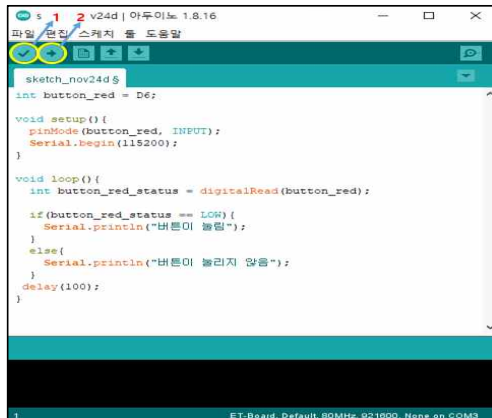 s 1 2 v24d | 아두이노 1.8.16
파일 편집 스케치 툴 도움말
sketch_nov24d §
int button_red = D6;
void setup(){
pinMode(button_red, INPUT);
Serial.begin(115200);
}
void loop(){
int button_red_status = digitalRead(button_red);
if(button_red_status == LOW){
Serial.println("버튼이 눌림");
}
else{
Serial.println("버튼이 눌리지 않음");
}
delay(100);
}
1 ET-Board, Default, 80MHz, 921600, None on COM3